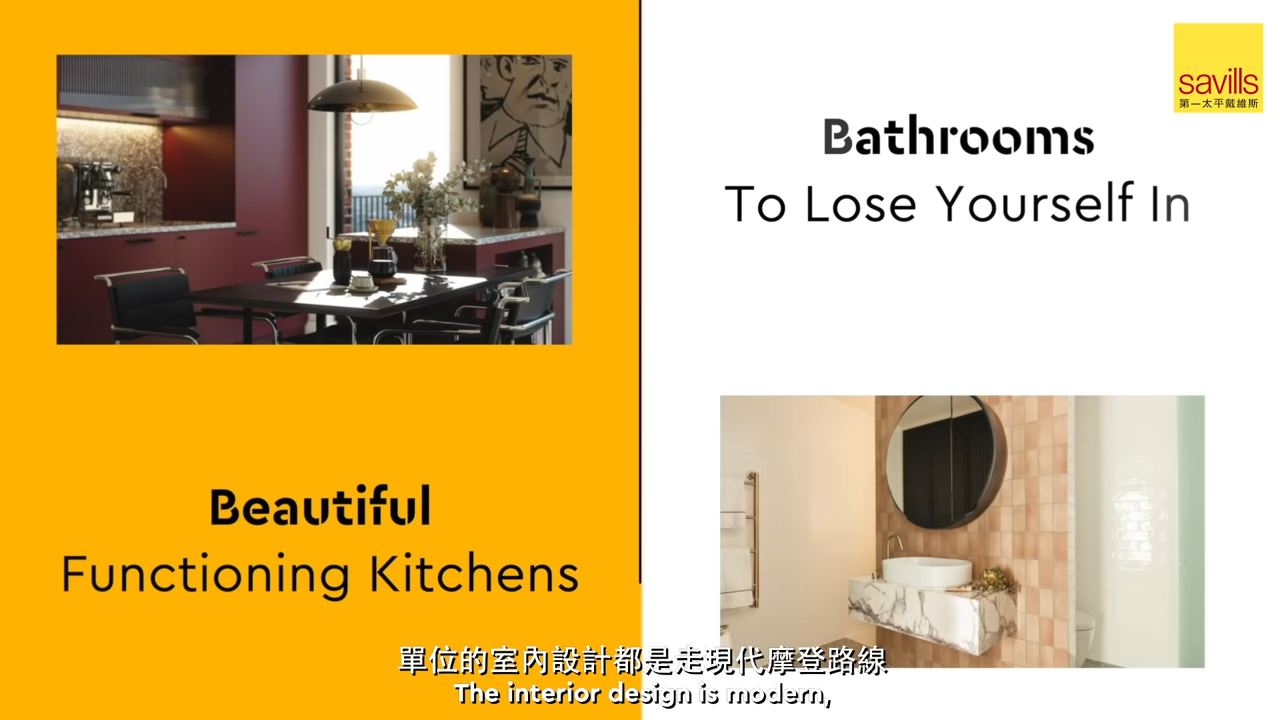 savills
第一太平戴維斯
Bathrooms
To Lose Yourself In
Beautiful
Functioning Kitchens
單位的室內設計都是走現代摩登路線
The interior design is modern,